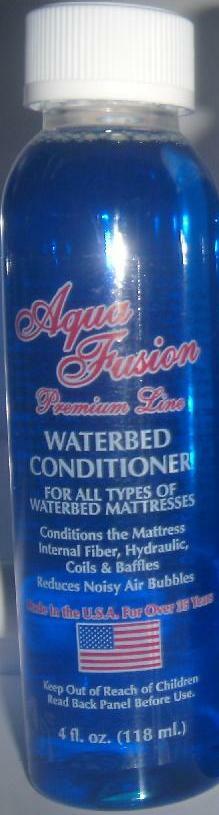 Aqua
Fusion
Premium Line
WATERBED
CONDITIONER
FOR ALL TYPES OF
WATERBED MATTRESSES
Conditions the Mattress
Internal Fiber, Hydraulic,
Coils & Baffles
Reduces Noisy Air Bubbles
Made In the U.S.A. For Over 35 Years
Keep Out of Reach of Children
Read Back Panel Before Use.
4 fl. oz. (118 ml.)